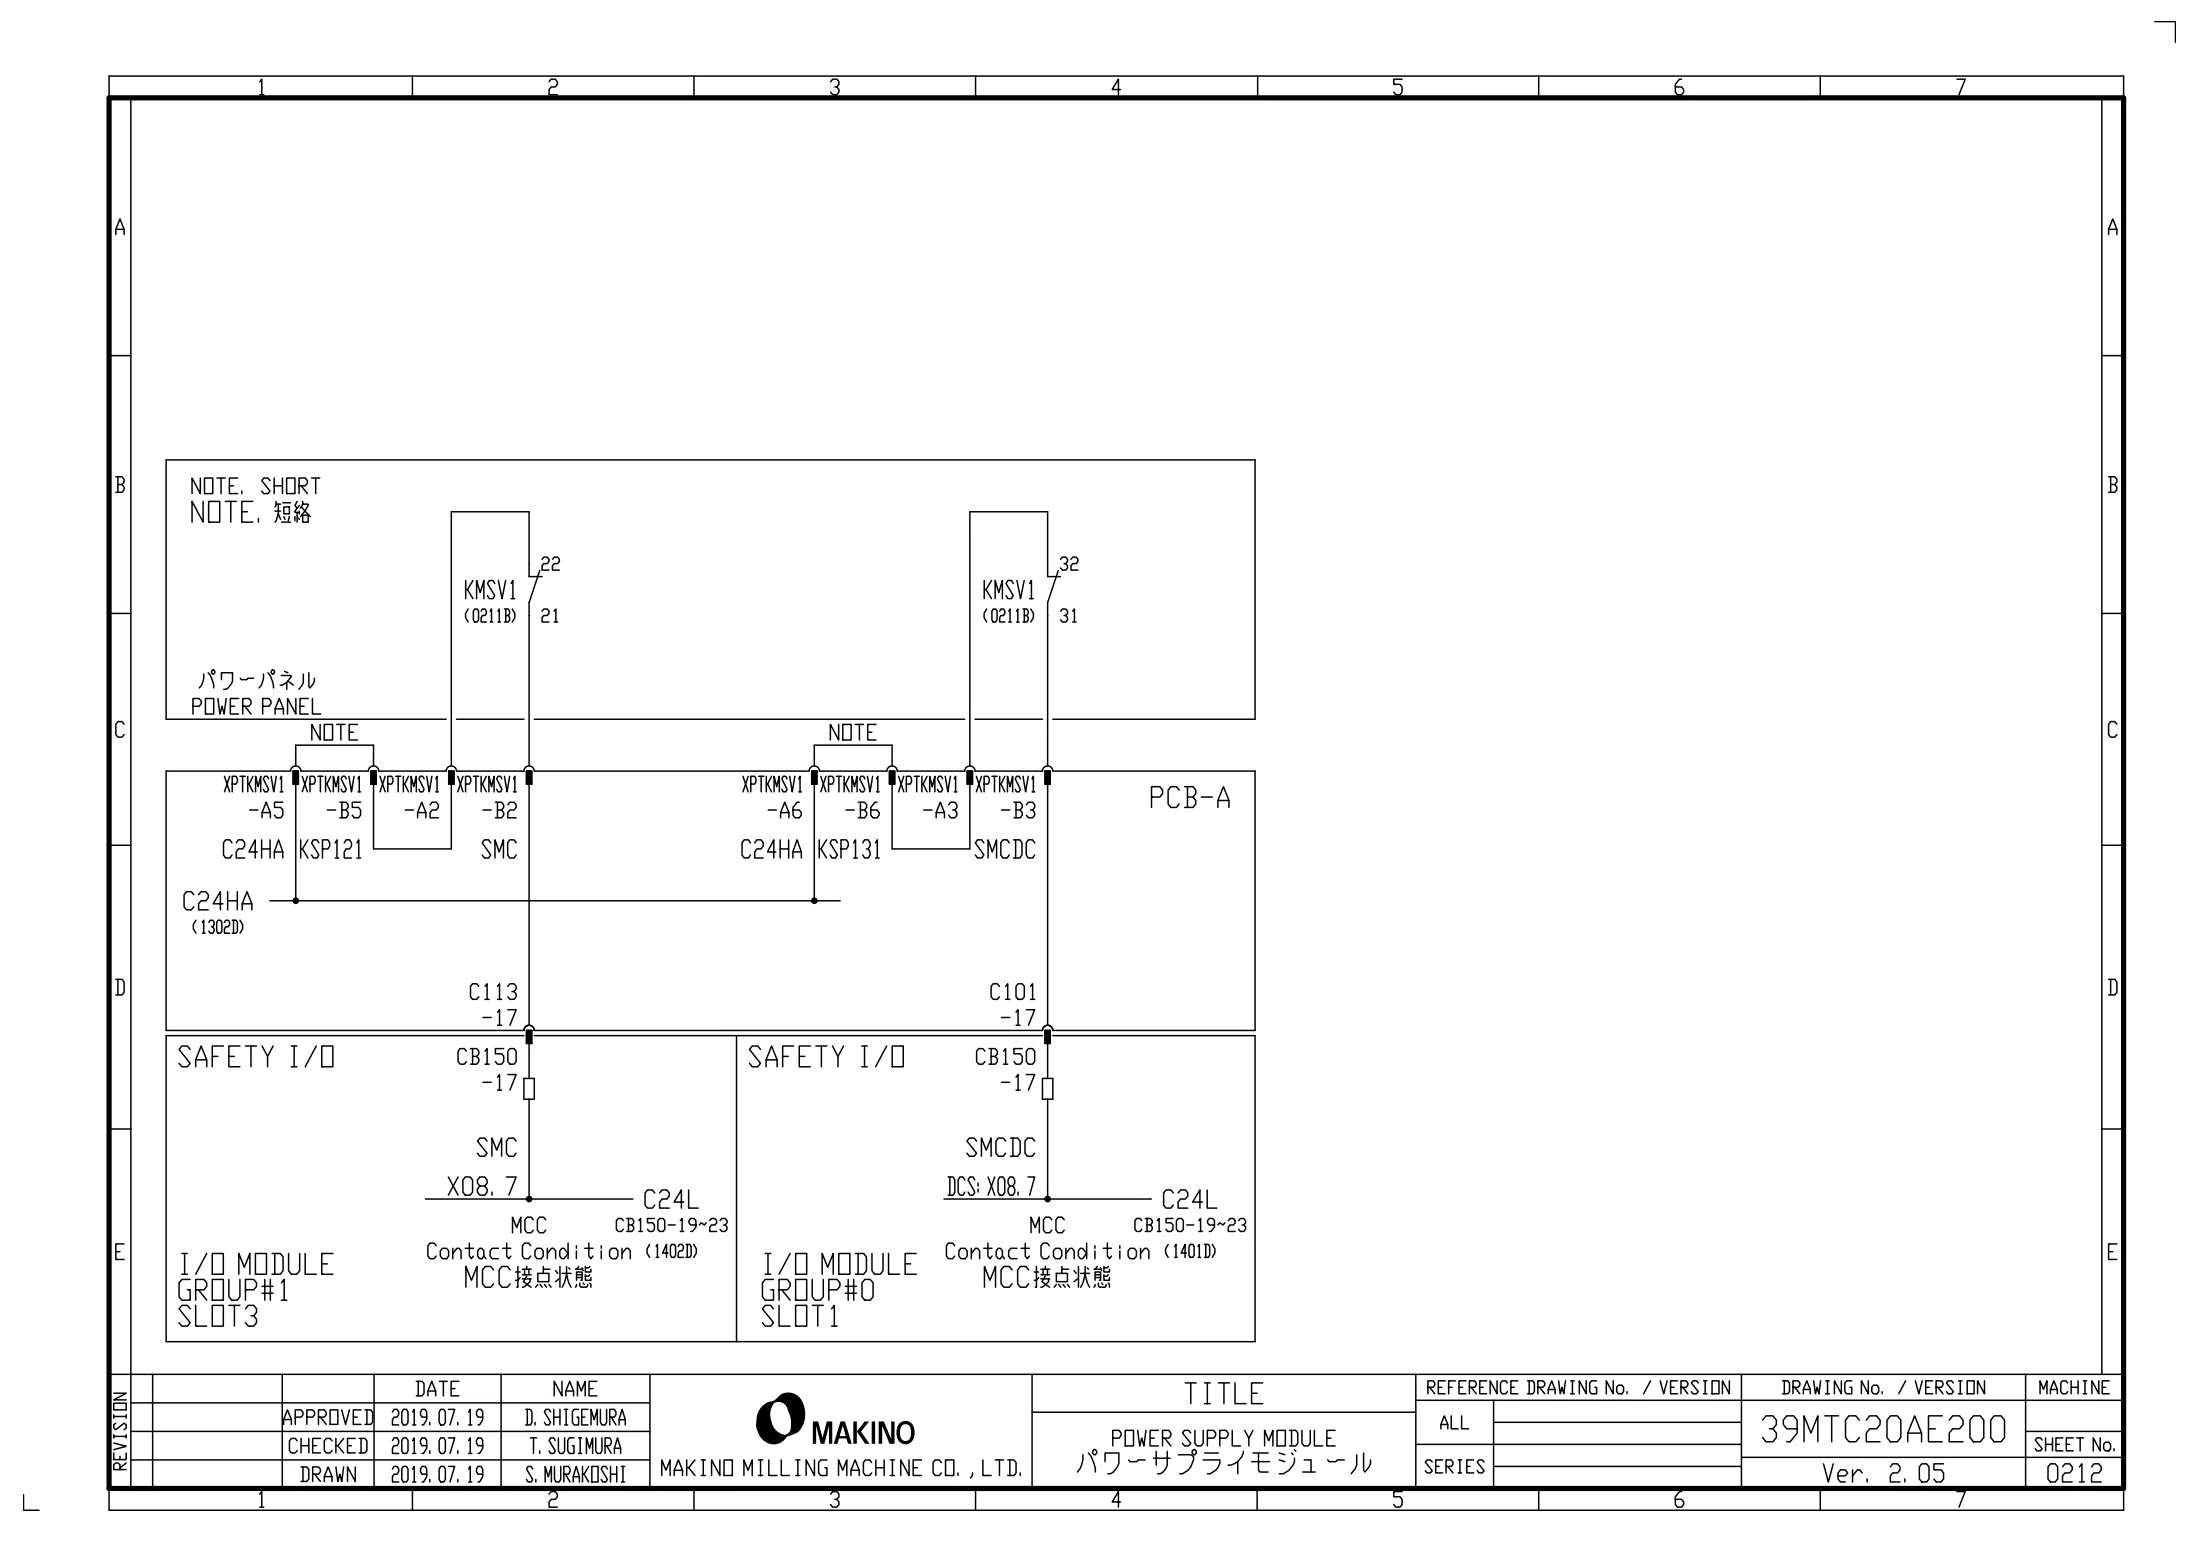 1 2 3 4 5 6 7
A A
NOTE. SHORT
NOTE. 短絡
B B
22 32
KMSV1 KMSV1
(0211B) 21 (0211B) 31
パワーパネル
POWER PANEL
C C
NOTE NOTE
XPTKMSV1 XPTKMSV1 XPTKMSV1 XPTKMSV1 XPTKMSV1 XPTKMSV1 XPTKMSV1 XPTKMSV1
-A5 -B5 -A2 -B2 -A6 -B6 -A3 -B3 PCB-A
C24HA KSP121 SMC C24HA KSP131 SMCDC
C24HA
(1302D)
D D
C113 C101
-17 -17
SAFETY I/O CB150 SAFETY I/O CB150
-17 -17
SMC SMCDC
X08.7 C24L DCS:X08.7 C24L
MCC CB150-19~23 MCC CB150-19~23
Contact Condition (1402D) Contact Condition (1401D)
E E
I/O MODULE MCC接点状態 I/O MODULE MCC接点状態
GROUP#1 GROUP#0
SLOT3 SLOT1
REVISION
DATE NAME
APPROVED 2019.07.19 D. SHIGEMURA
CHECKED 2019.07.19 T. SUGIMURA
DRAWN 2019.07.19 S. MURAKOSHI
MAKINO
MAKINO MILLING MACHINE CO.,LTD.
TITLE
POWER SUPPLY MODULE
パワーサプライモジュール
REFERENCE DRAWING No. / VERSION
ALL
SERIES
DRAWING No. / VERSION
39MTC20AE200
Ver. 2.05
MACHINE
SHEET No.
0212
1 2 3 4 5 6 7